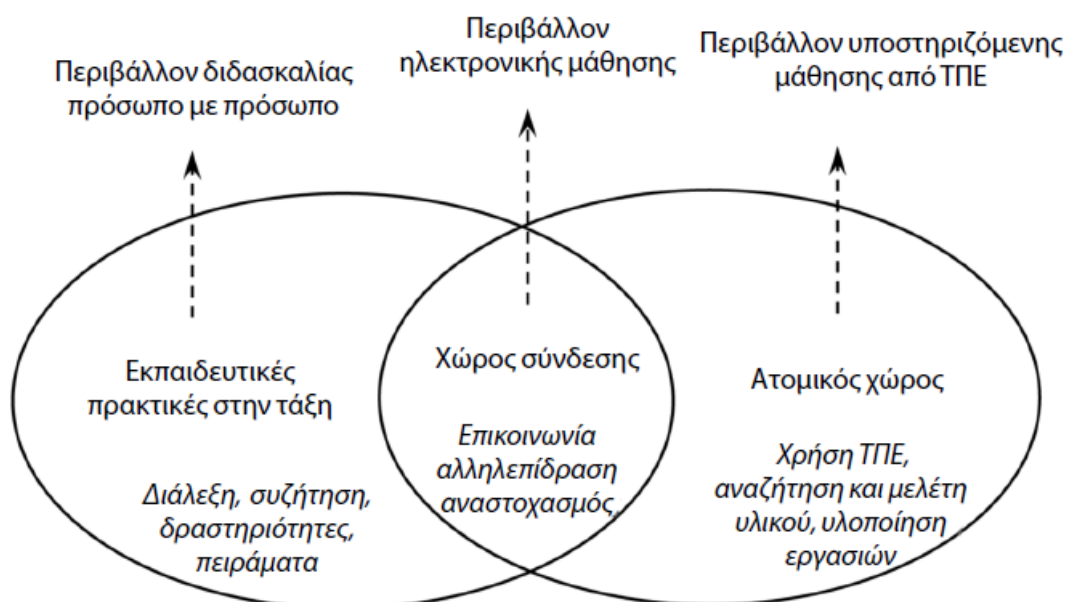 Περιβάλλον διδασκαλίας
πρόσωπο με πρόσωπο
Περιβάλλον
ηλεκτρονικής μάθησης
Περιβάλλον υποστηριζόμενης
μάθησης από ΤΠΕ
Εκπαιδευτικές
πρακτικές στην τάξη
Διάλεξη, συζήτηση,
δραστηριότητες,
πειράματα
Χώρος σύνδεσης
Επικοινωνία
αλληλεπίδραση
αναστοχασμός,
Ατομικός χώρος
Χρήση ΤΠΕ,
αναζήτηση και μελέτη
υλικού, υλοποίηση
εργασιών